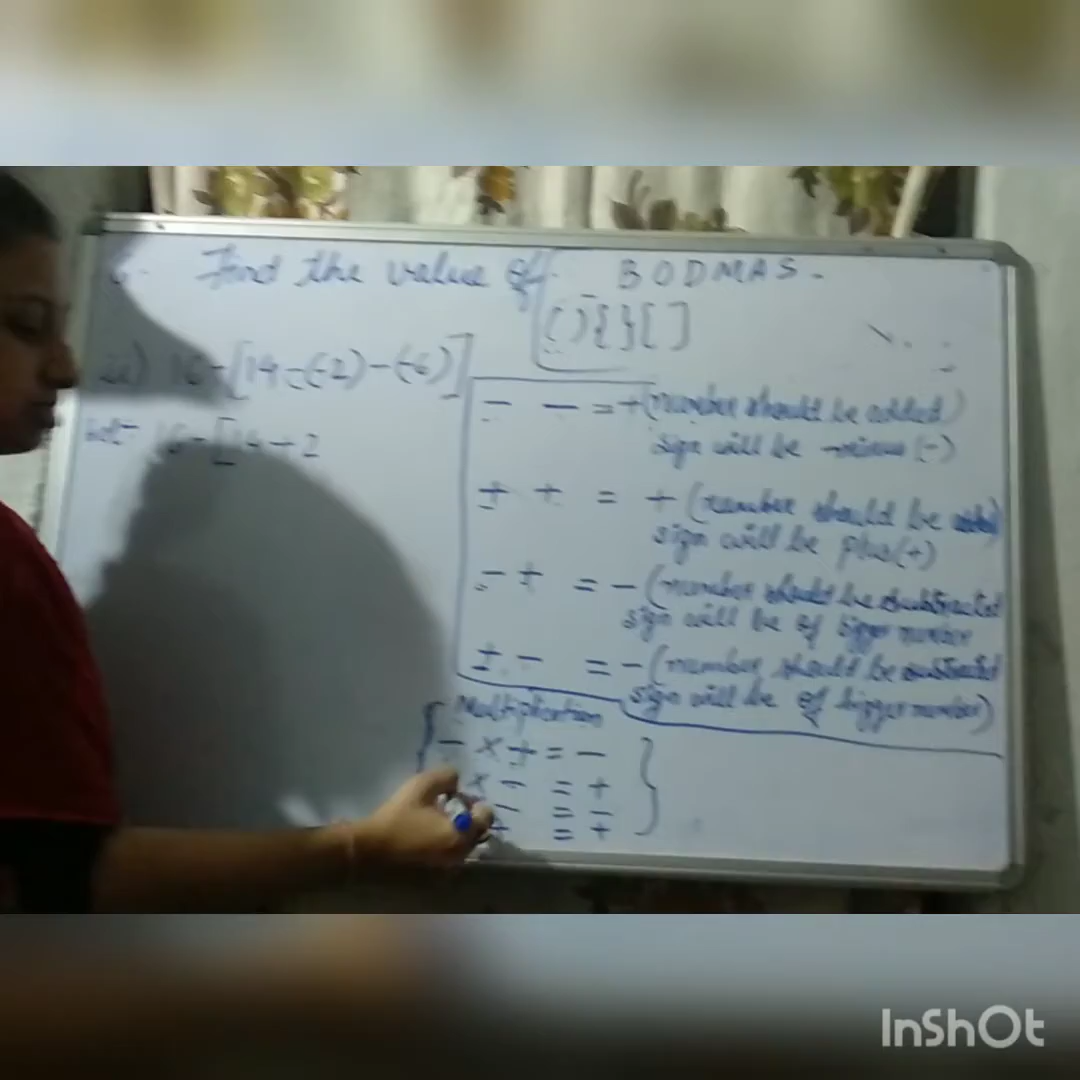 Find the value of. BODMAS.
( ) { } [ ]
a) 16-[14-(-2)-(-6)]
Sol- 16-[14+2
- - = + (number should be added)
sign will be -minus (-)
+ + = + (number should be
sign will be plus(+)
- + = - (number should be subtracted
sign will be of bigger number
+ - = - (number should be subtracted
sign will be of bigger number)
Multiplication
- x + = -
x - = +
- = -
+ = +
InShOt